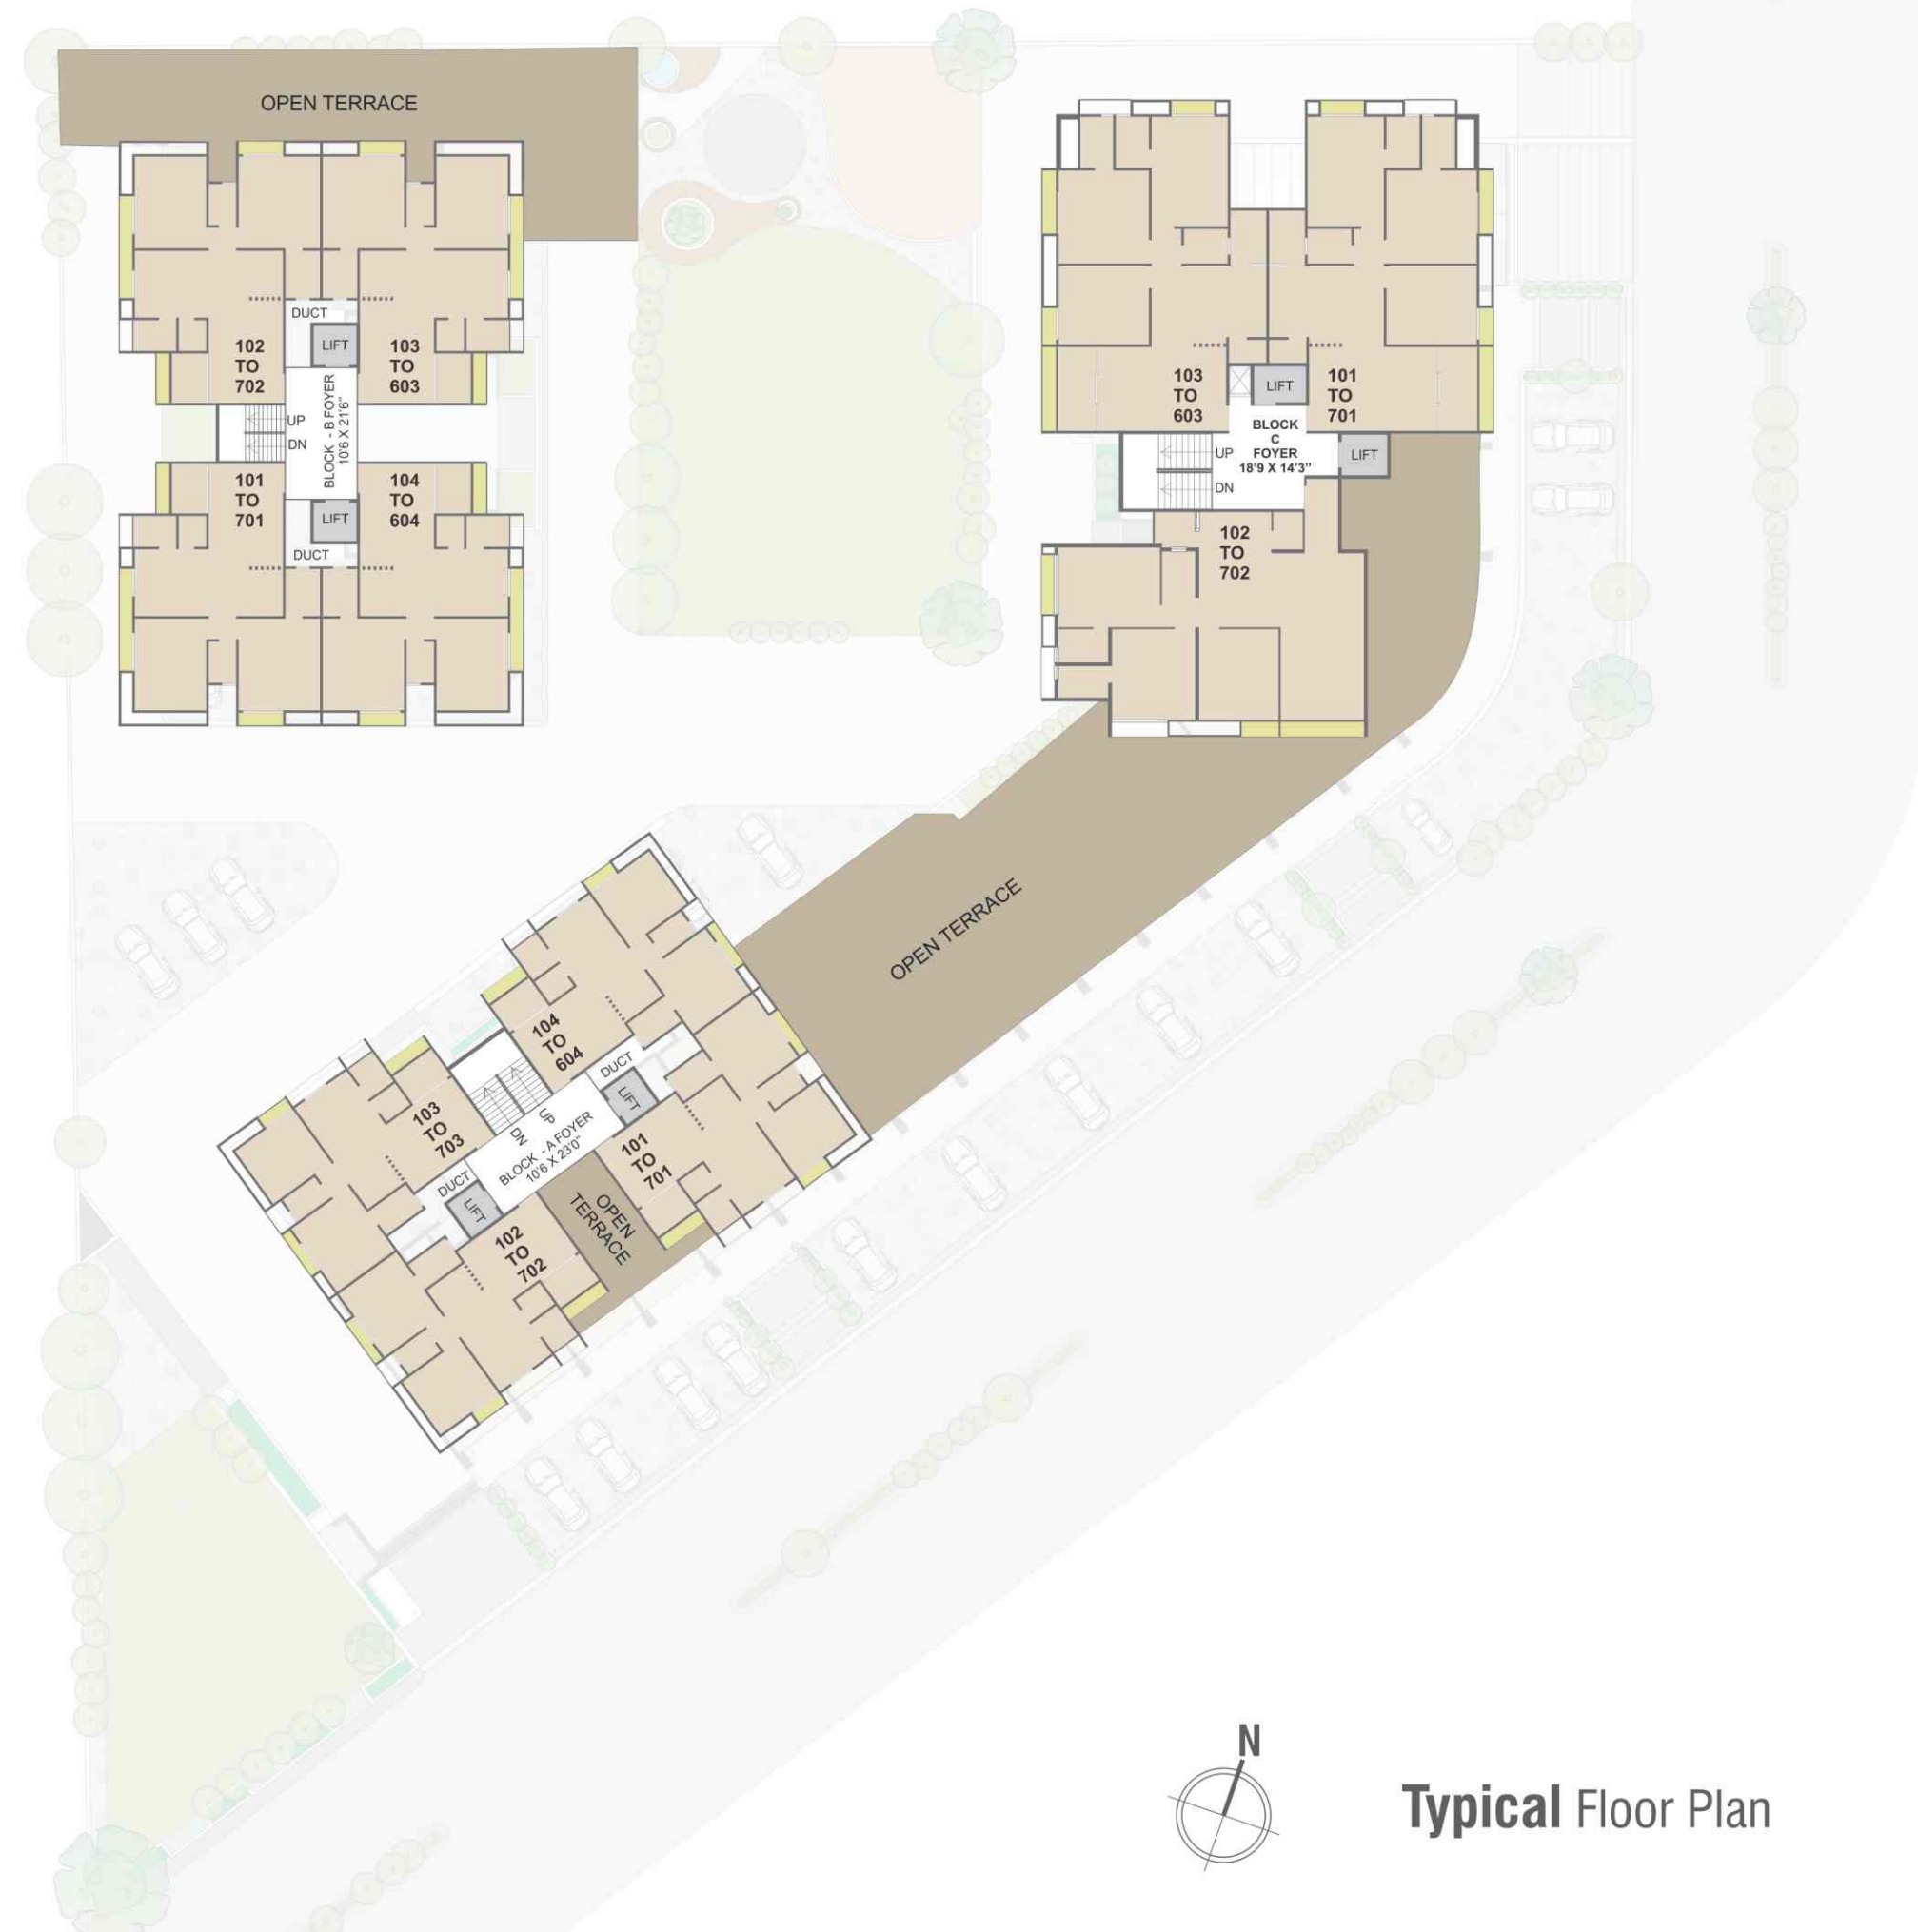 OPEN TERRACE
DUCT
LIFT
102
TO
702
103
TO
603
UP
DN
BLOCK - B FOYER
10'6 X 21'6"
101
TO
701
104
TO
604
LIFT
DUCT
103
TO
603
LIFT
101
TO
701
BLOCK
C
FOYER
18'9 X 14'3"
UP
DN
LIFT
102
TO
702
OPEN TERRACE
104
TO
604
DUCT
LIFT
103
TO
703
UP
DN
BLOCK - A FOYER
10'6 X 23'0"
101
TO
701
DUCT
LIFT
102
TO
702
OPEN
TERRACE
N
Typical Floor Plan